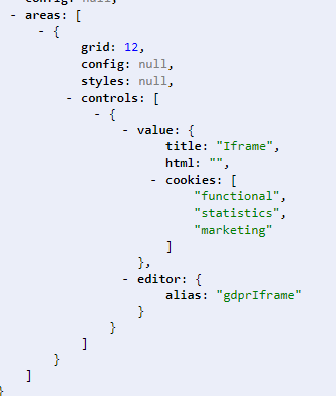 config: null,
- areas: [
- {
grid: 12,
config: null,
styles: null,
- controls: [
- {
- value: {
title: "Iframe",
html: "",
- cookies: [
"functional",
"statistics",
"marketing"
]
},
- editor: {
alias: "gdprIframe"
}
}
]
}
]
}